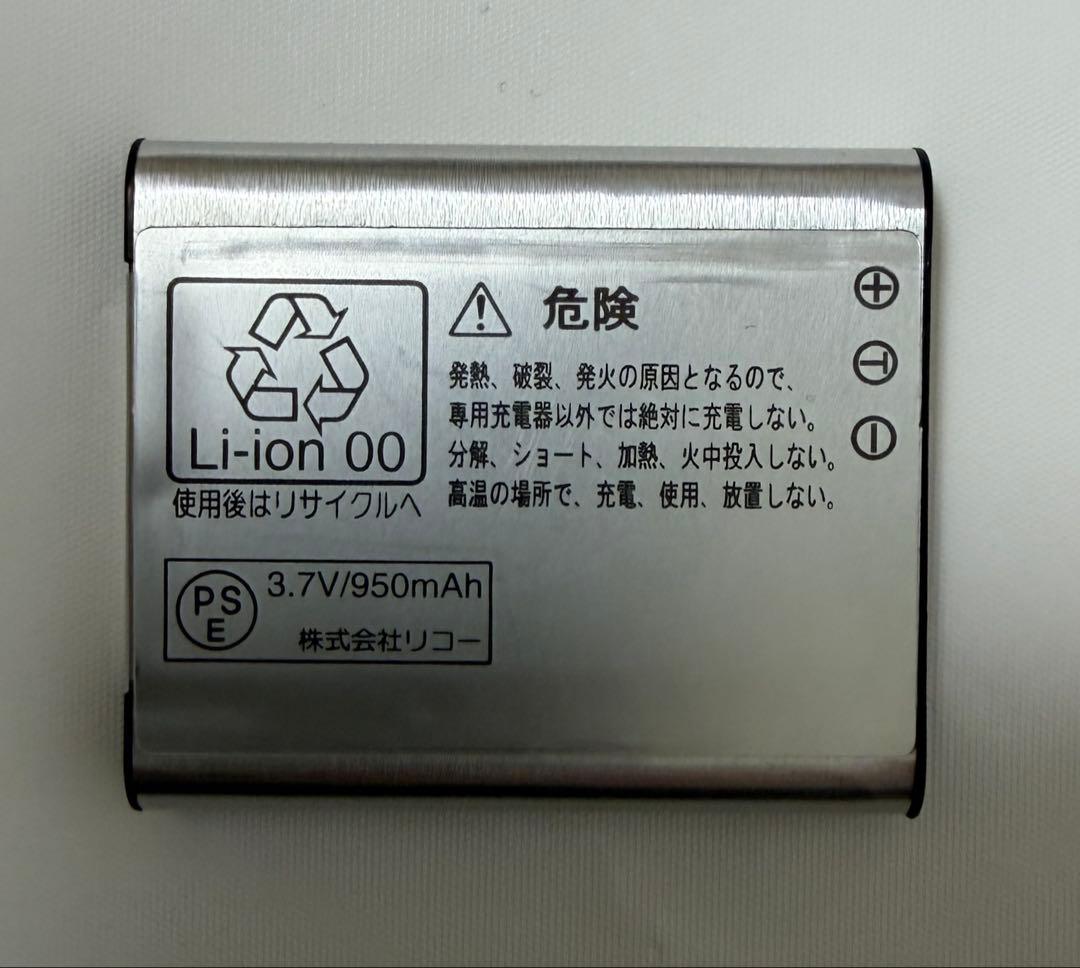 Li-ion 00
使用後はリサイクルへ
危険
発熱、破裂、発火の原因となるので、
専用充電器以外では絶対に充電しない。
分解、ショート、加熱、火中投入しない。
高温の場所で、充電、使用、放置しない。
+
T
−
PS
E
3.7V/950mAh
株式会社リコー